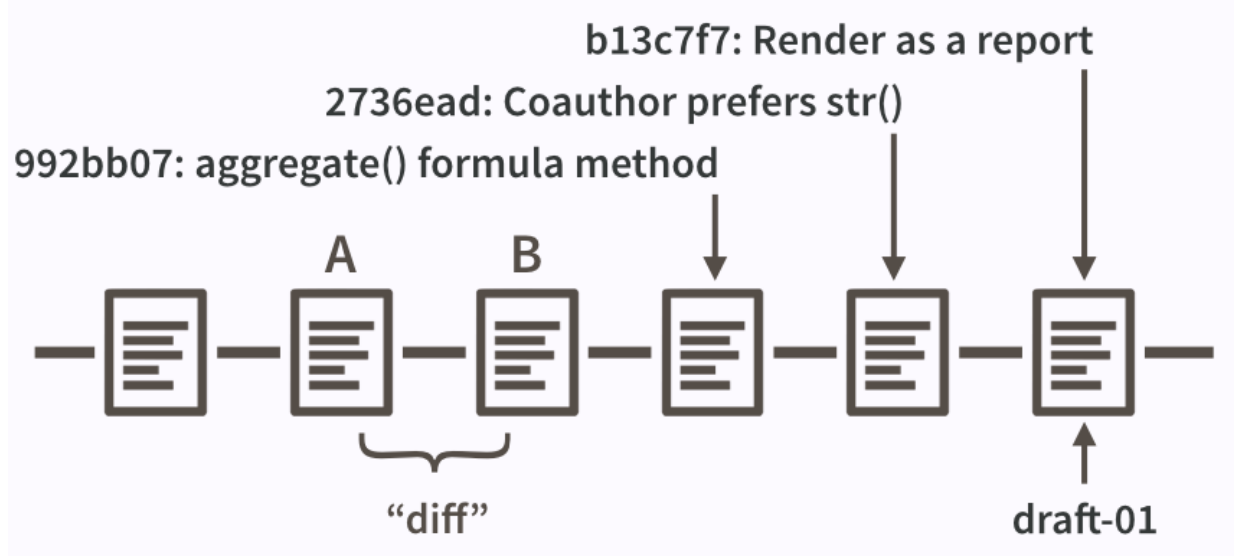 b13c7f7: Render as a report
2736ead: Coauthor prefers str()
992bb07: aggregate() formula method
A
B
“diff”
draft-01